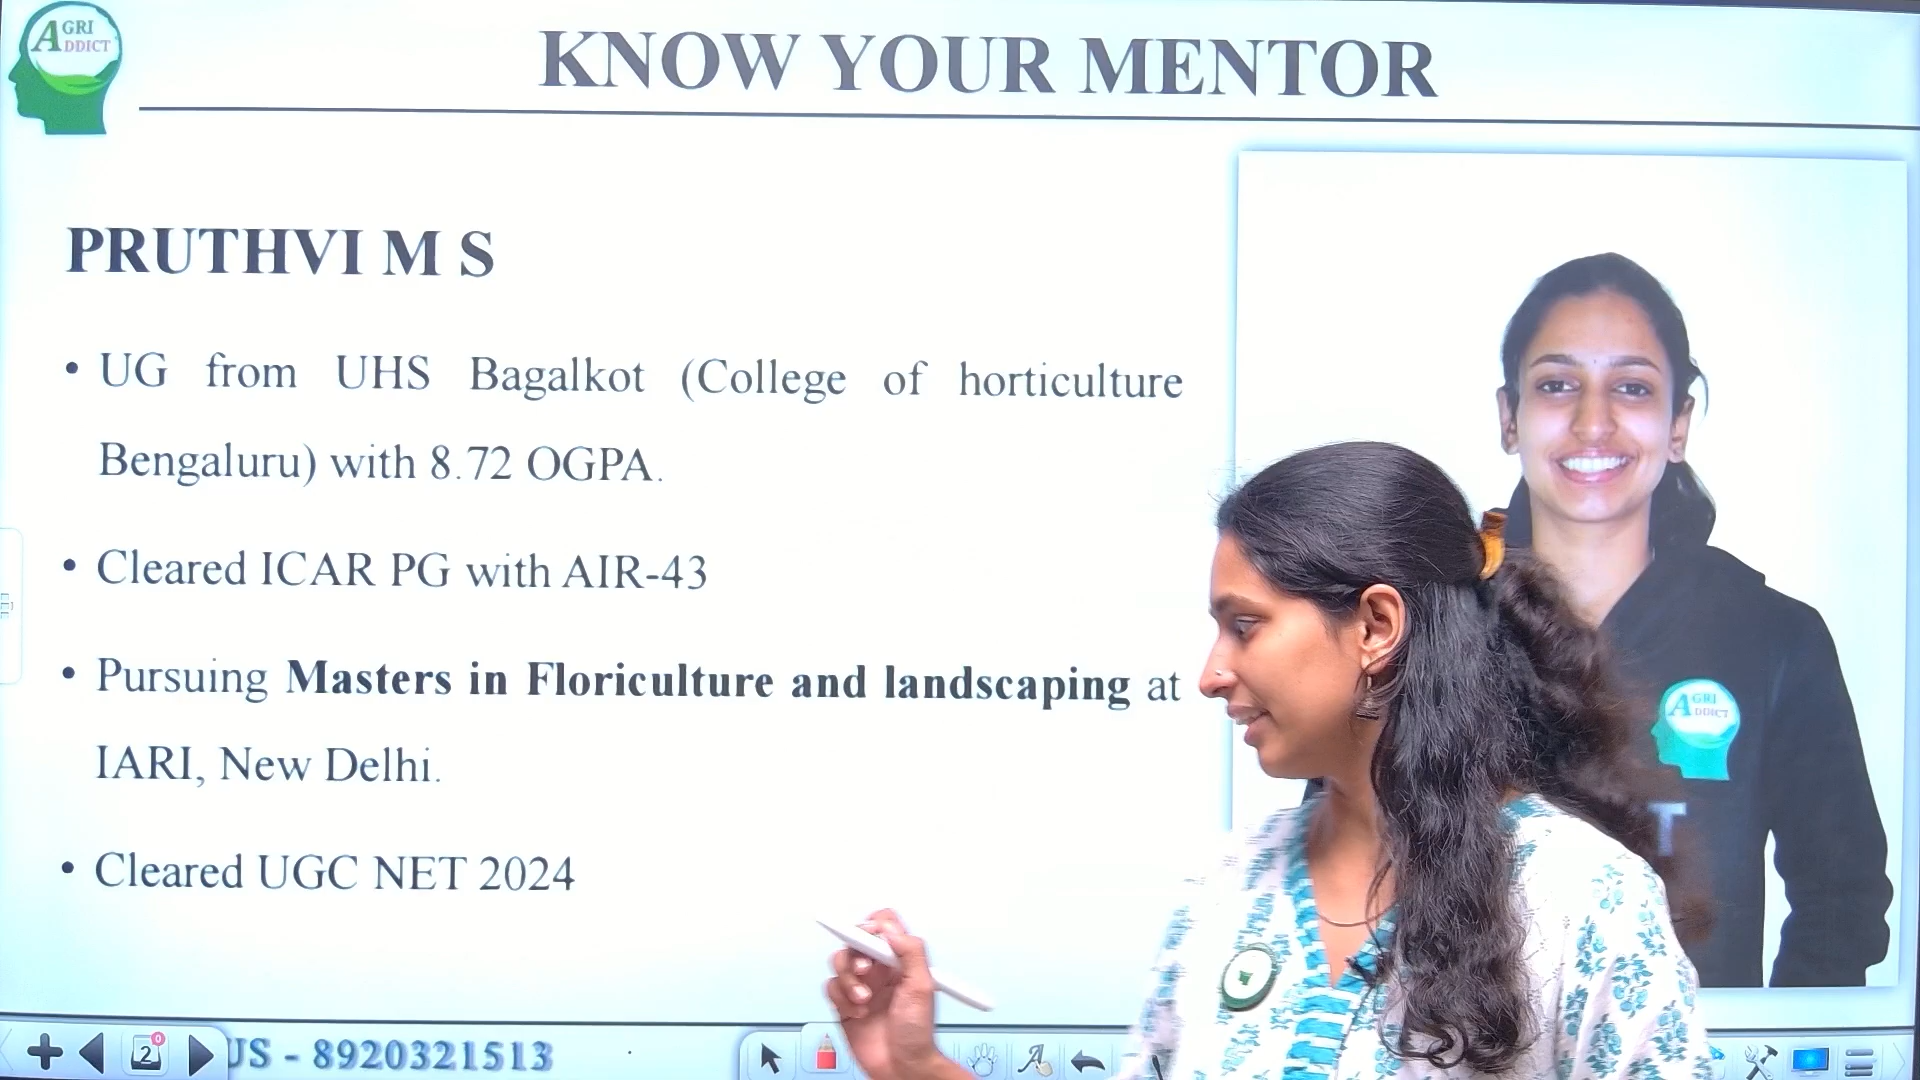 AGRI
ADDICT
KNOW YOUR MENTOR
PRUTHVI M S
• UG from UHS Bagalkot (College of horticulture
Bengaluru) with 8.72 OGPA.
• Cleared ICAR PG with AIR-43
• Pursuing Masters in Floriculture and landscaping at
IARI, New Delhi.
• Cleared UGC NET 2024
AGRI
ADDICT
T
2
0
US - 8920321513